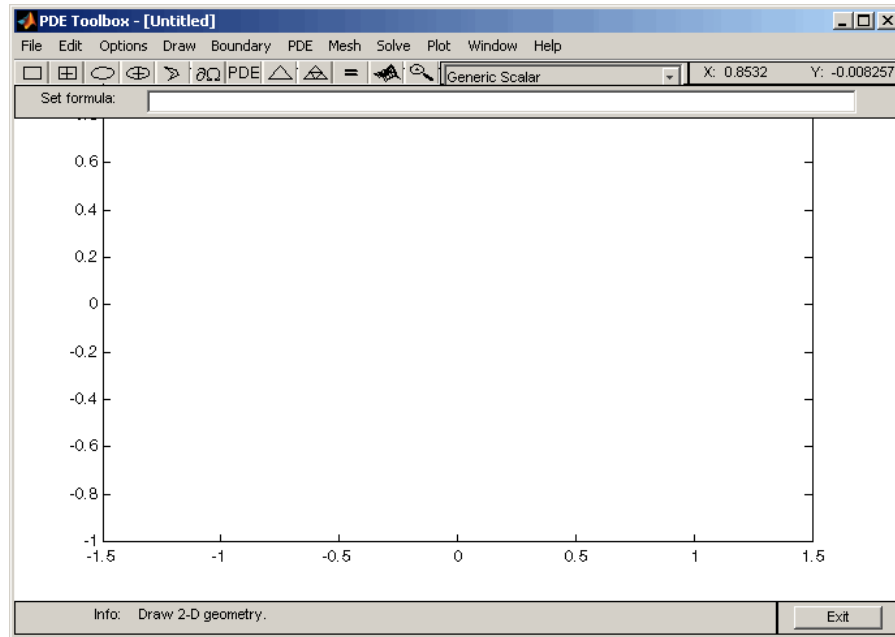 PDE Toolbox - [Untitled]
File Edit Options Draw Boundary PDE Mesh Solve Plot Window Help
∂Ω PDE = Generic Scalar X: 0.8532 Y: -0.008257
Set formula:
0.6
0.4
0.2
0
-0.2
-0.4
-0.6
-0.8
-1
-1.5 -1 -0.5 0 0.5 1 1.5
Info: Draw 2-D geometry. Exit